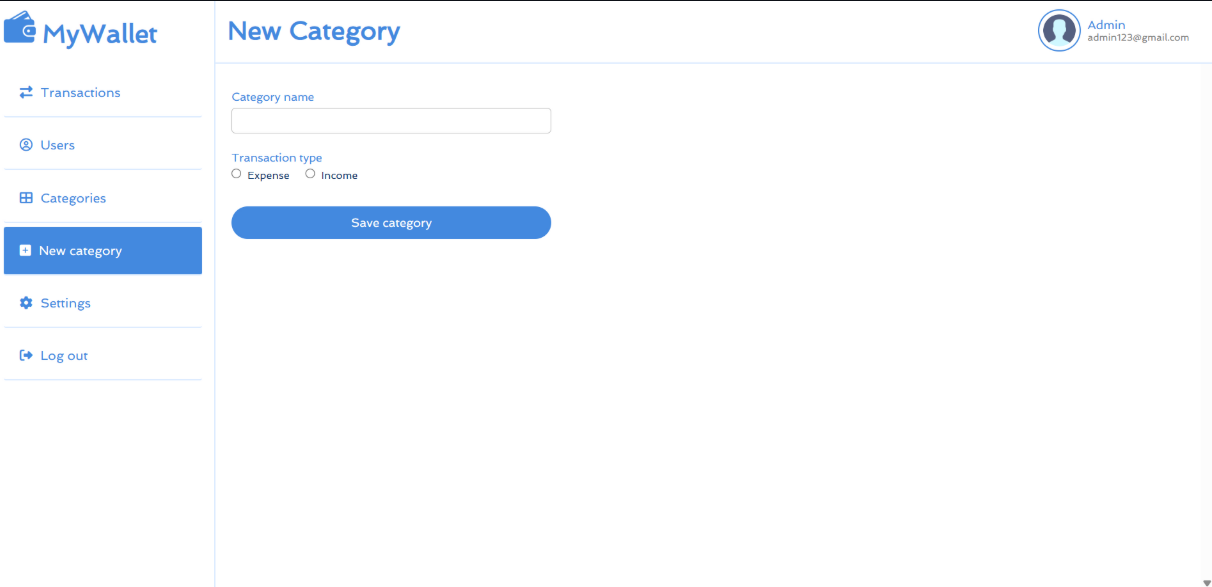 MyWallet
Transactions
Users
Categories
New category
Settings
Log out
New Category
Admin
admin123@gmail.com
Category name
Transaction type
Expense Income
Save category